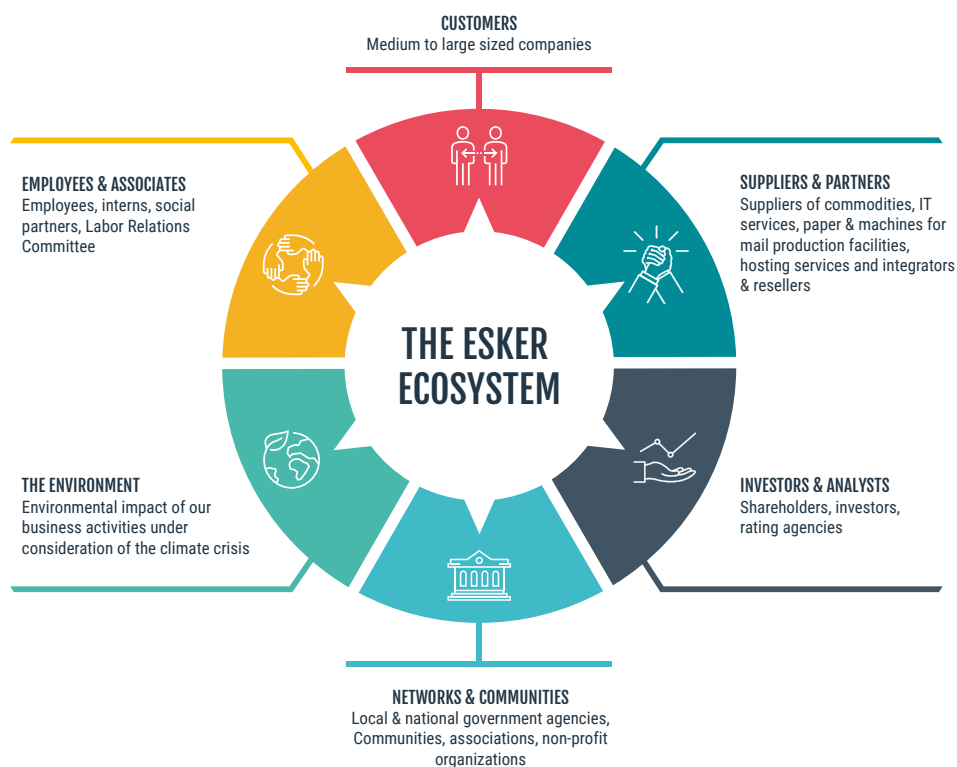 CUSTOMERS
Medium to large sized companies
EMPLOYEES & ASSOCIATES
Employees, interns, social
partners, Labor Relations
Committee
SUPPLIERS & PARTNERS
Suppliers of commodities, IT
services, paper & machines for
mail production facilities,
hosting services and integrators
& resellers
THE ESKER
ECOSYSTEM
THE ENVIRONMENT
Environmental impact of our
business activities under
consideration of the climate crisis
INVESTORS & ANALYSTS
Shareholders, investors,
rating agencies
NETWORKS & COMMUNITIES
Local & national government agencies,
Communities, associations, non-profit
organizations